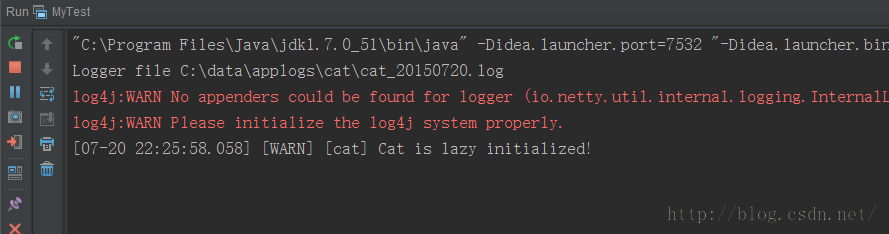 Run MyTest
"C:\Program Files\Java\jdk1.7.0_51\bin\java" -Didea.launcher.port=7532 "-Didea.launcher.bin
Logger file C:\data\applogs\cat\cat_20150720.log
log4j:WARN No appenders could be found for logger (io.netty.util.internal.logging.InternalL
log4j:WARN Please initialize the log4j system properly.
[07-20 22:25:58.058] [WARN] [cat] Cat is lazy initialized!
http://blog.csdn.net/